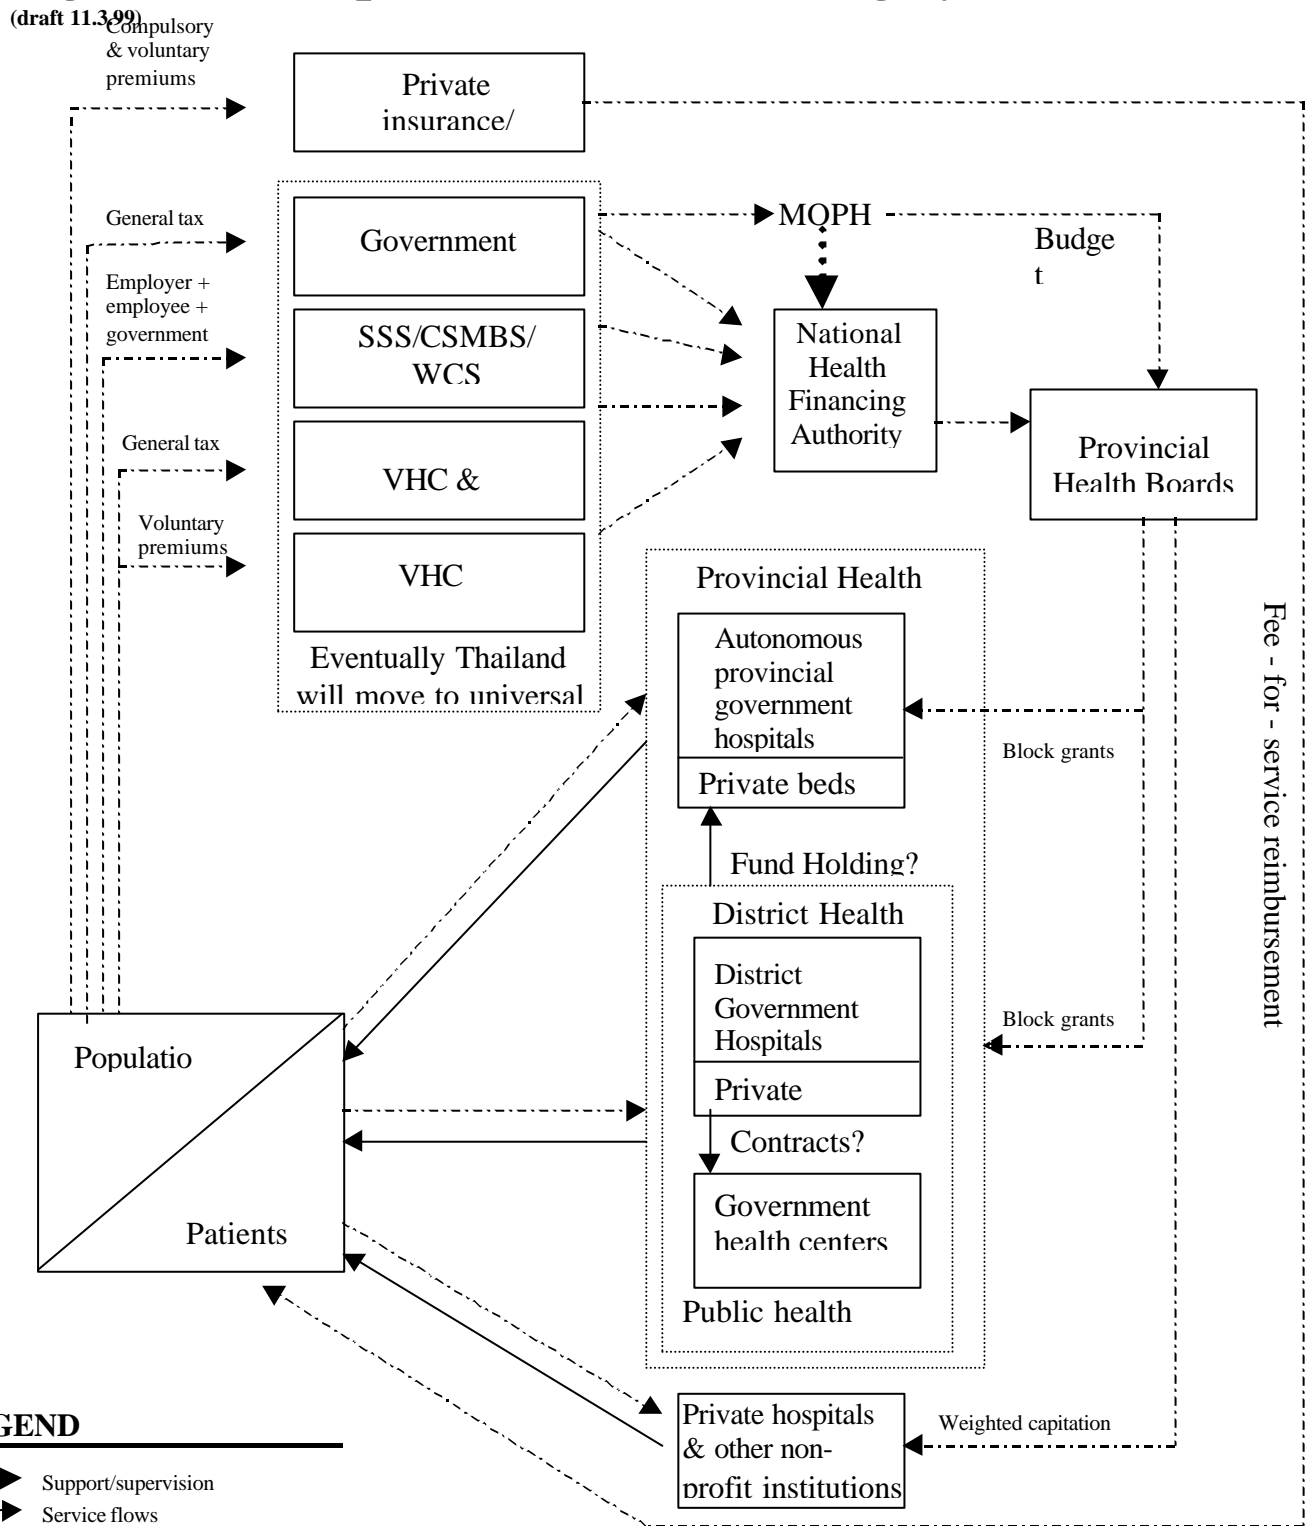 (draft 11.3.99)
Compulsory
& voluntary
premiums
Private
insurance/
General tax
Government
MOPH
Budge
t
Employer +
employee +
government
SSS/CSMBS/
WCS
National
Health
Financing
Authority
General tax
VHC &
Provincial
Health Boards
Voluntary
premiums
VHC
Eventually Thailand
will move to universal
Provincial Health
Autonomous
provincial
government
hospitals
Private beds
Block grants
Fee - for - service reimbursement
Fund Holding?
District Health
District
Government
Hospitals
Private
Block grants
Contracts?
Government
health centers
Public health
Populatio
Patients
Private hospitals
& other non-
profit institutions
Weighted capitation
GEND
Support/supervision
Service flows